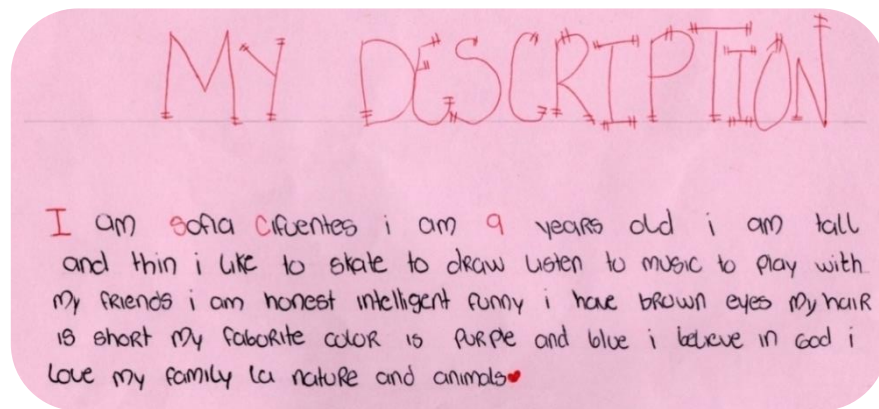 MY DESCRIPTION
I am sofia Cifuentes i am 9 years old i am tall
and thin i like to skate to draw listen to music to play with
my friends i am honest intelligent funny i have brown eyes My hair
is short my faborite color is purple and blue i believe in God i
love my family la nature and animals